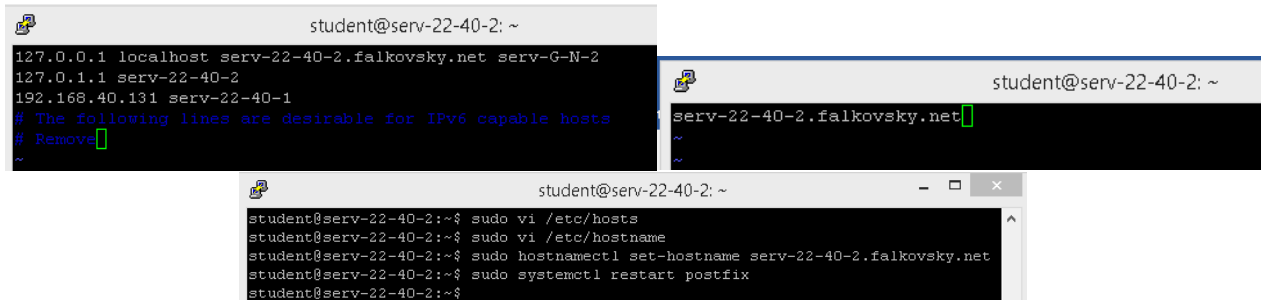 student@serv-22-40-2: ~
127.0.0.1 localhost serv-22-40-2.falkovsky.net serv-G-N-2
127.0.1.1 serv-22-40-2
192.168.40.131 serv-22-40-1
# The following lines are desirable for IPv6 capable hosts
# Remove
~
student@serv-22-40-2: ~
serv-22-40-2.falkovsky.net
~
~
student@serv-22-40-2: ~
student@serv-22-40-2:~$ sudo vi /etc/hosts
student@serv-22-40-2:~$ sudo vi /etc/hostname
student@serv-22-40-2:~$ sudo hostnamectl set-hostname serv-22-40-2.falkovsky.net
student@serv-22-40-2:~$ sudo systemctl restart postfix
student@serv-22-40-2:~$